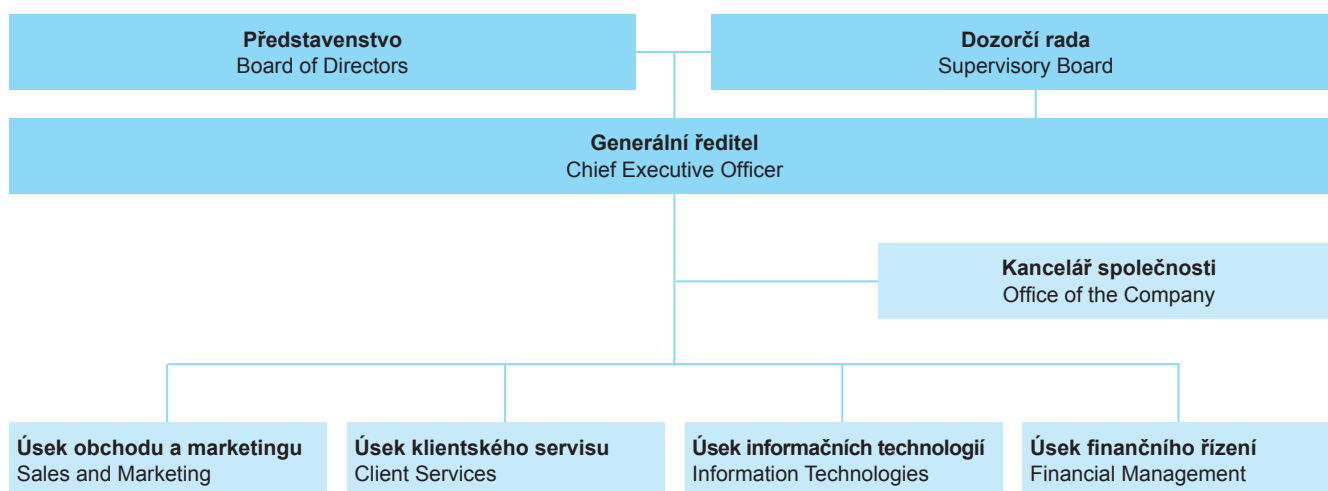 Představenstvo
Board of Directors
Dozorčí rada
Supervisory Board
Generální ředitel
Chief Executive Officer
Kancelář společnosti
Office of the Company
Úsek obchodu a marketingu
Sales and Marketing
Úsek klientského servisu
Client Services
Úsek informačních technologií
Information Technologies
Úsek finančního řízení
Financial Management